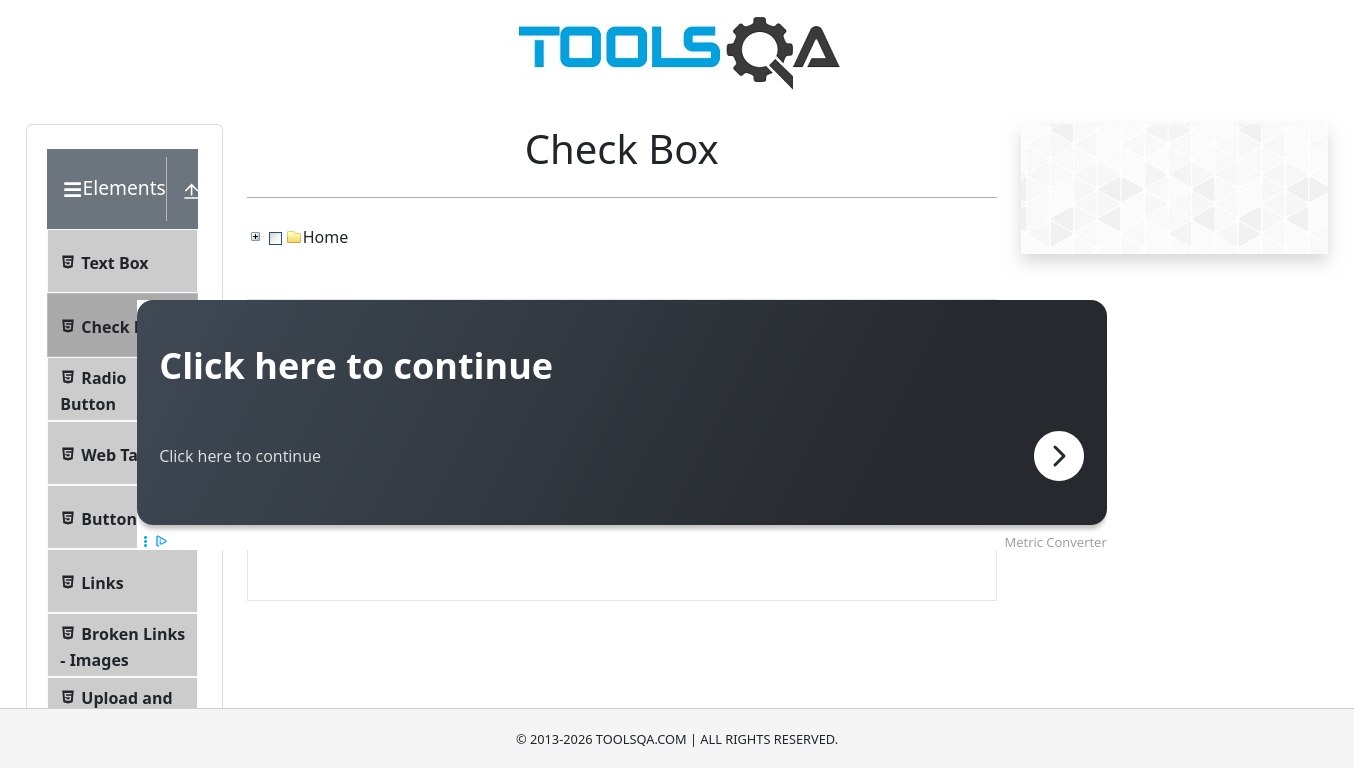 TOOLSQA
Check Box
Elements
Text Box
Home
Check
Click here to continue
Radio
Button
Web Ta
Click here to continue
Button
Metric Converter
Links
Broken Links
- Images
Upload and
© 2013-2026 TOOLSQA.COM | ALL RIGHTS RESERVED.